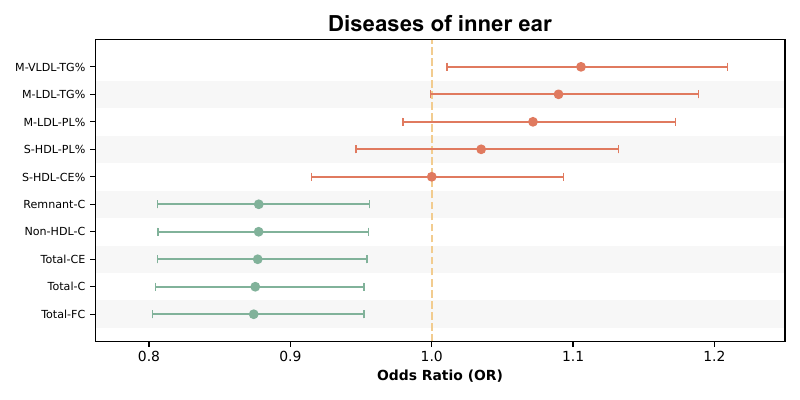 Diseases of inner ear
M-VLDL-TG%
M-LDL-TG%
M-LDL-PL%
S-HDL-PL%
S-HDL-CE%
Remnant-C
Non-HDL-C
Total-CE
Total-C
Total-FC
0.8 0.9 1.0 1.1 1.2
Odds Ratio (OR)